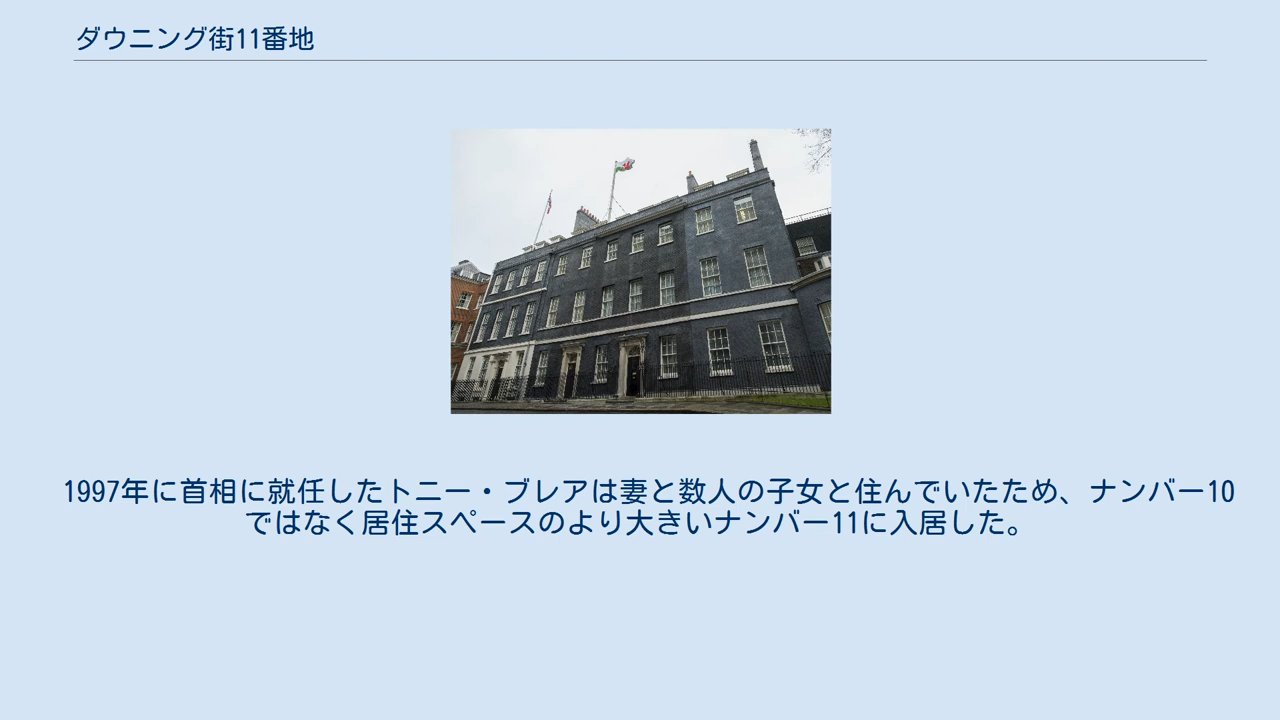 ダウニング街11番地
1997年に首相に就任したトニー・ブレアは妻と数人の子女と住んでいたため、ナンバー10
ではなく居住スペースのより大きいナンバー11に入居した。